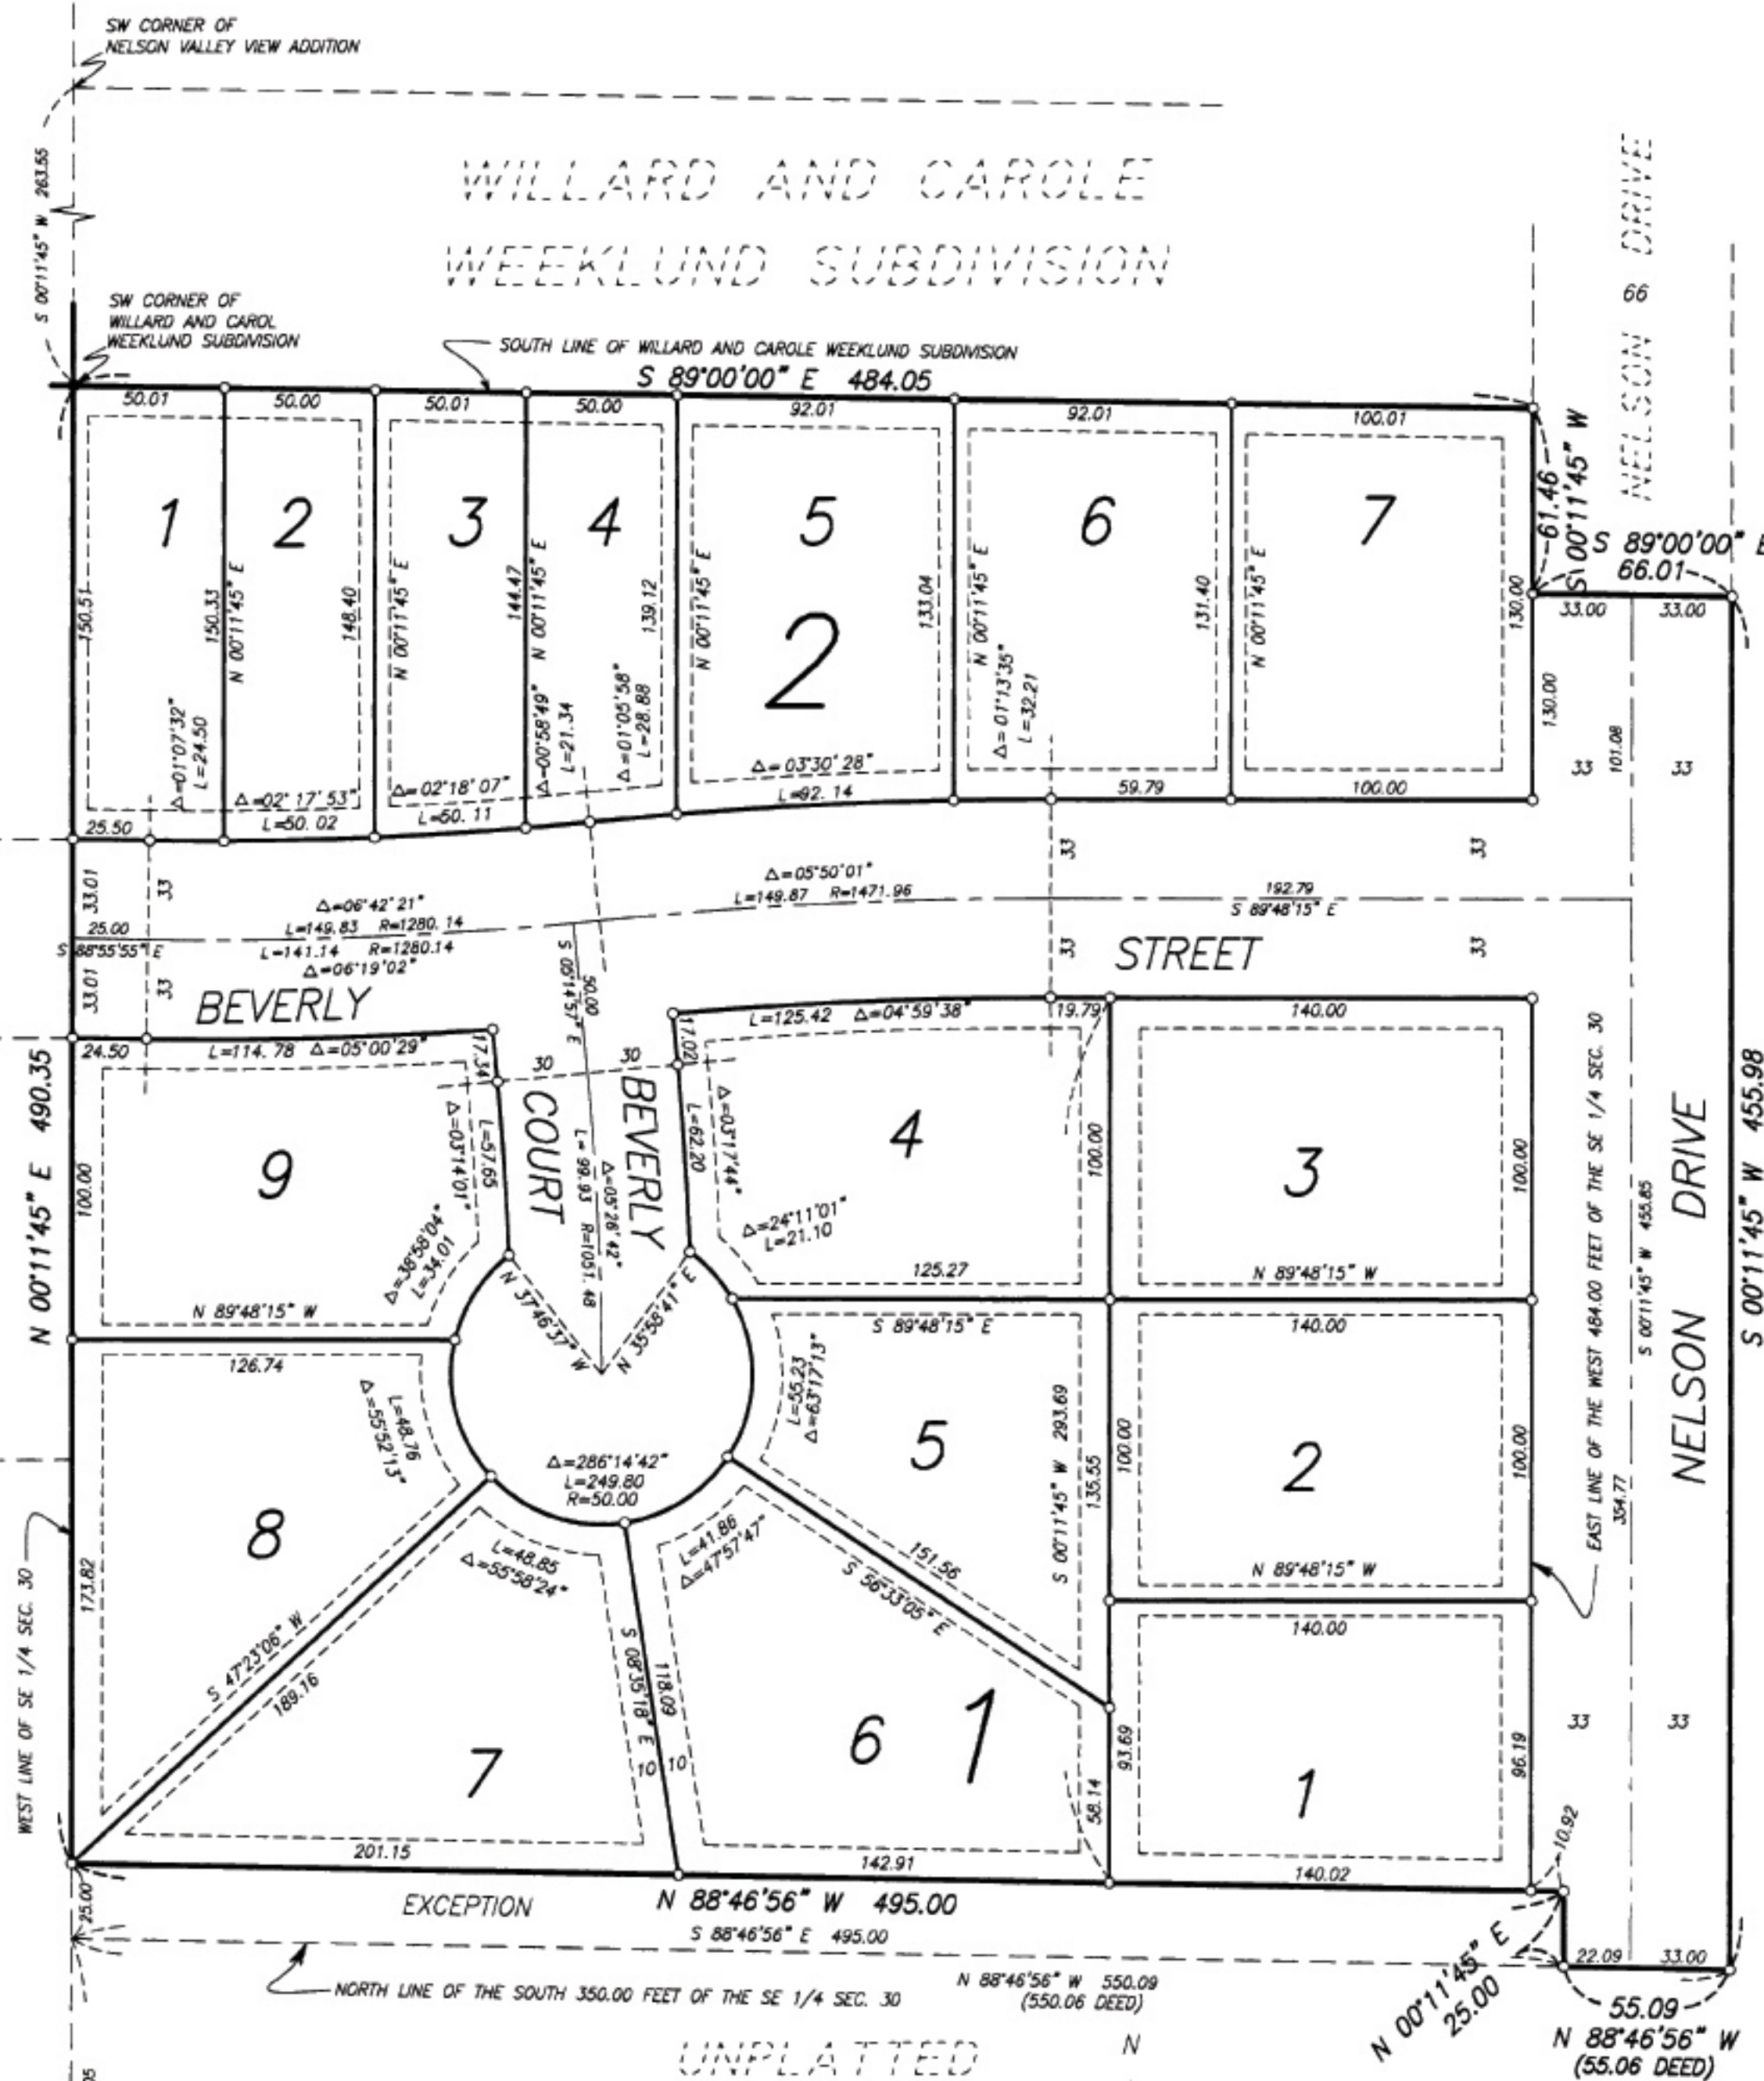 SW CORNER OF
NELSON VALLEY VIEW ADDITION
S 00°11'45" W 263.55
WILLARD AND CAROLE
WEEKLUND SUBDIVISION
NELSON 66 DRIVE
SW CORNER OF
WILLARD AND CAROL
WEEKLUND SUBDIVISION
SOUTH LINE OF WILLARD AND CAROLE WEEKLUND SUBDIVISION
S 89°00'00" E 484.05
50.01
50.00
50.01
50.00
92.01
92.01
100.01
61.46
S 00°11'45" W
S 89°00'00" E
66.01
33.00
33.00
1
2
3
4
5
6
7
2
150.51
150.33
N 00°11'45" E
148.40
N 00°11'45" E
144.47
N 00°11'45" E
139.12
N 00°11'45" E
133.04
N 00°11'45" E
131.40
N 00°11'45" E
130.00
130.00
Δ=01°07'32"
L=24.50
Δ=02°17'53"
L=50.02
Δ=02°18'07"
L=50.11
Δ=00°58'49"
L=21.34
Δ=01°05'58"
L=28.88
Δ=03°30'28"
L=92.14
Δ=01°13'35"
L=32.21
59.79
100.00
33
101.08
33
25.50
33.01
33
Δ=06°42'21"
L=149.83 R=1280.14
Δ=05°50'01"
L=149.87 R=1471.96
33
33
192.79
S 89°48'15" E
25.00
S 88°55'55" E
L=141.14 R=1280.14
Δ=06°19'02"
33.01
33
BEVERLY
STREET
33
33
S 05°14'57" E
50.00
24.50
L=114.78 Δ=05°00'29"
17.34
30
30
17.02
L=125.42 Δ=04°59'38"
19.79
140.00
N 00°11'45" E 490.35
100.00
9
Δ=03°14'01"
L=57.65
COURT
BEVERLY
L=99.93 R=1051.48
Δ=05°26'42"
L=62.20
Δ=03°17'44"
4
Δ=24°11'01"
L=21.10
125.27
100.00
3
100.00
N 89°48'15" W
Δ=38°58'04"
L=34.01
N 89°48'15" W
N 37°46'37" W
N 35°58'41" E
126.74
L=48.76
Δ=55°52'13"
S 89°48'15" E
140.00
L=55.23
Δ=63°17'13"
5
S 00°11'45" W 293.69
135.55
100.00
2
100.00
N 89°48'15" W
Δ=286°14'42"
L=249.80
R=50.00
8
173.82
WEST LINE OF SE 1/4 SEC. 30
S 47°23'06" W
189.16
L=48.85
Δ=55°58'24"
L=41.86
Δ=47°57'47"
151.56
S 56°33'05" E
S 08°35'18" E
118.09
10
10
7
6
1
140.00
93.69
58.14
1
96.19
EAST LINE OF THE WEST 484.00 FEET OF THE SE 1/4 SEC. 30
354.77
S 00°11'45" W 455.85
NELSON DRIVE
S 00°11'45" W 455.98
33
33
201.15
142.91
140.02
10.92
25.00
EXCEPTION
N 88°46'56" W 495.00
S 88°46'56" E 495.00
NORTH LINE OF THE SOUTH 350.00 FEET OF THE SE 1/4 SEC. 30
N 88°46'56" W 550.09
(550.06 DEED)
N 00°11'45" E
25.00
22.09
33.00
55.09
N 88°46'56" W
(55.06 DEED)
UNPLATTED
N